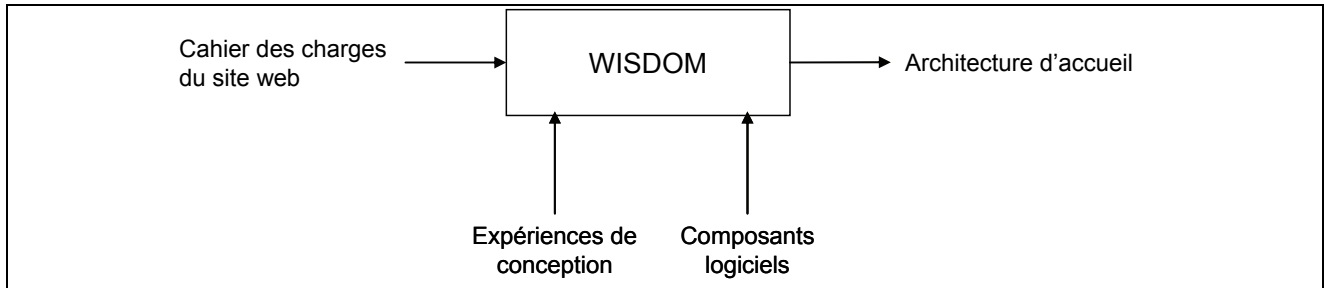 Cahier des charges
du site web
WISDOM
Architecture d’accueil
Expériences de
conception
Composants
logiciels